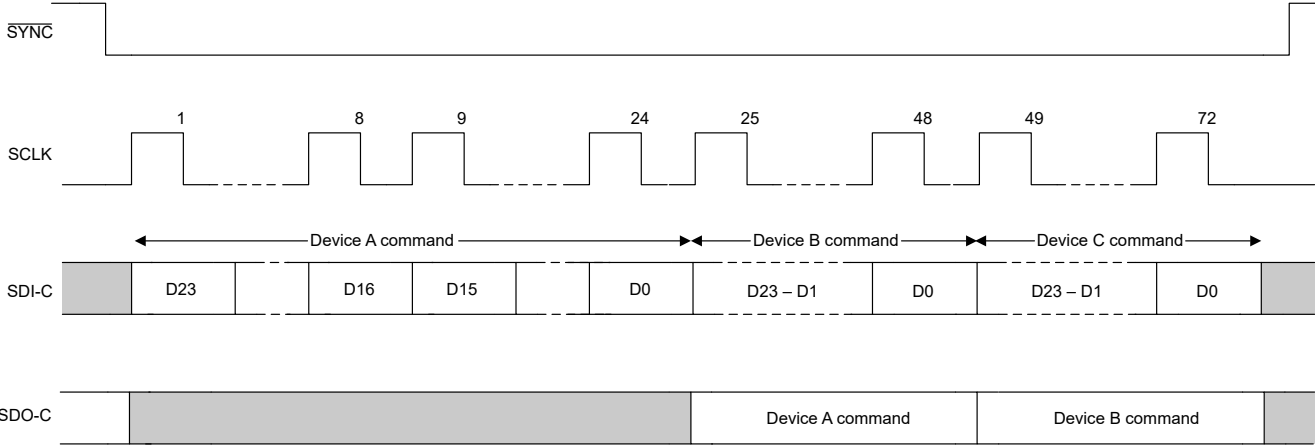 SYNC
1 8 9 24 25 48 49 72
SCLK
Device A command Device B command Device C command
SDI-C D23 D16 D15 D0 D23 – D1 D0 D23 – D1 D0
SDO-C Device A command Device B command